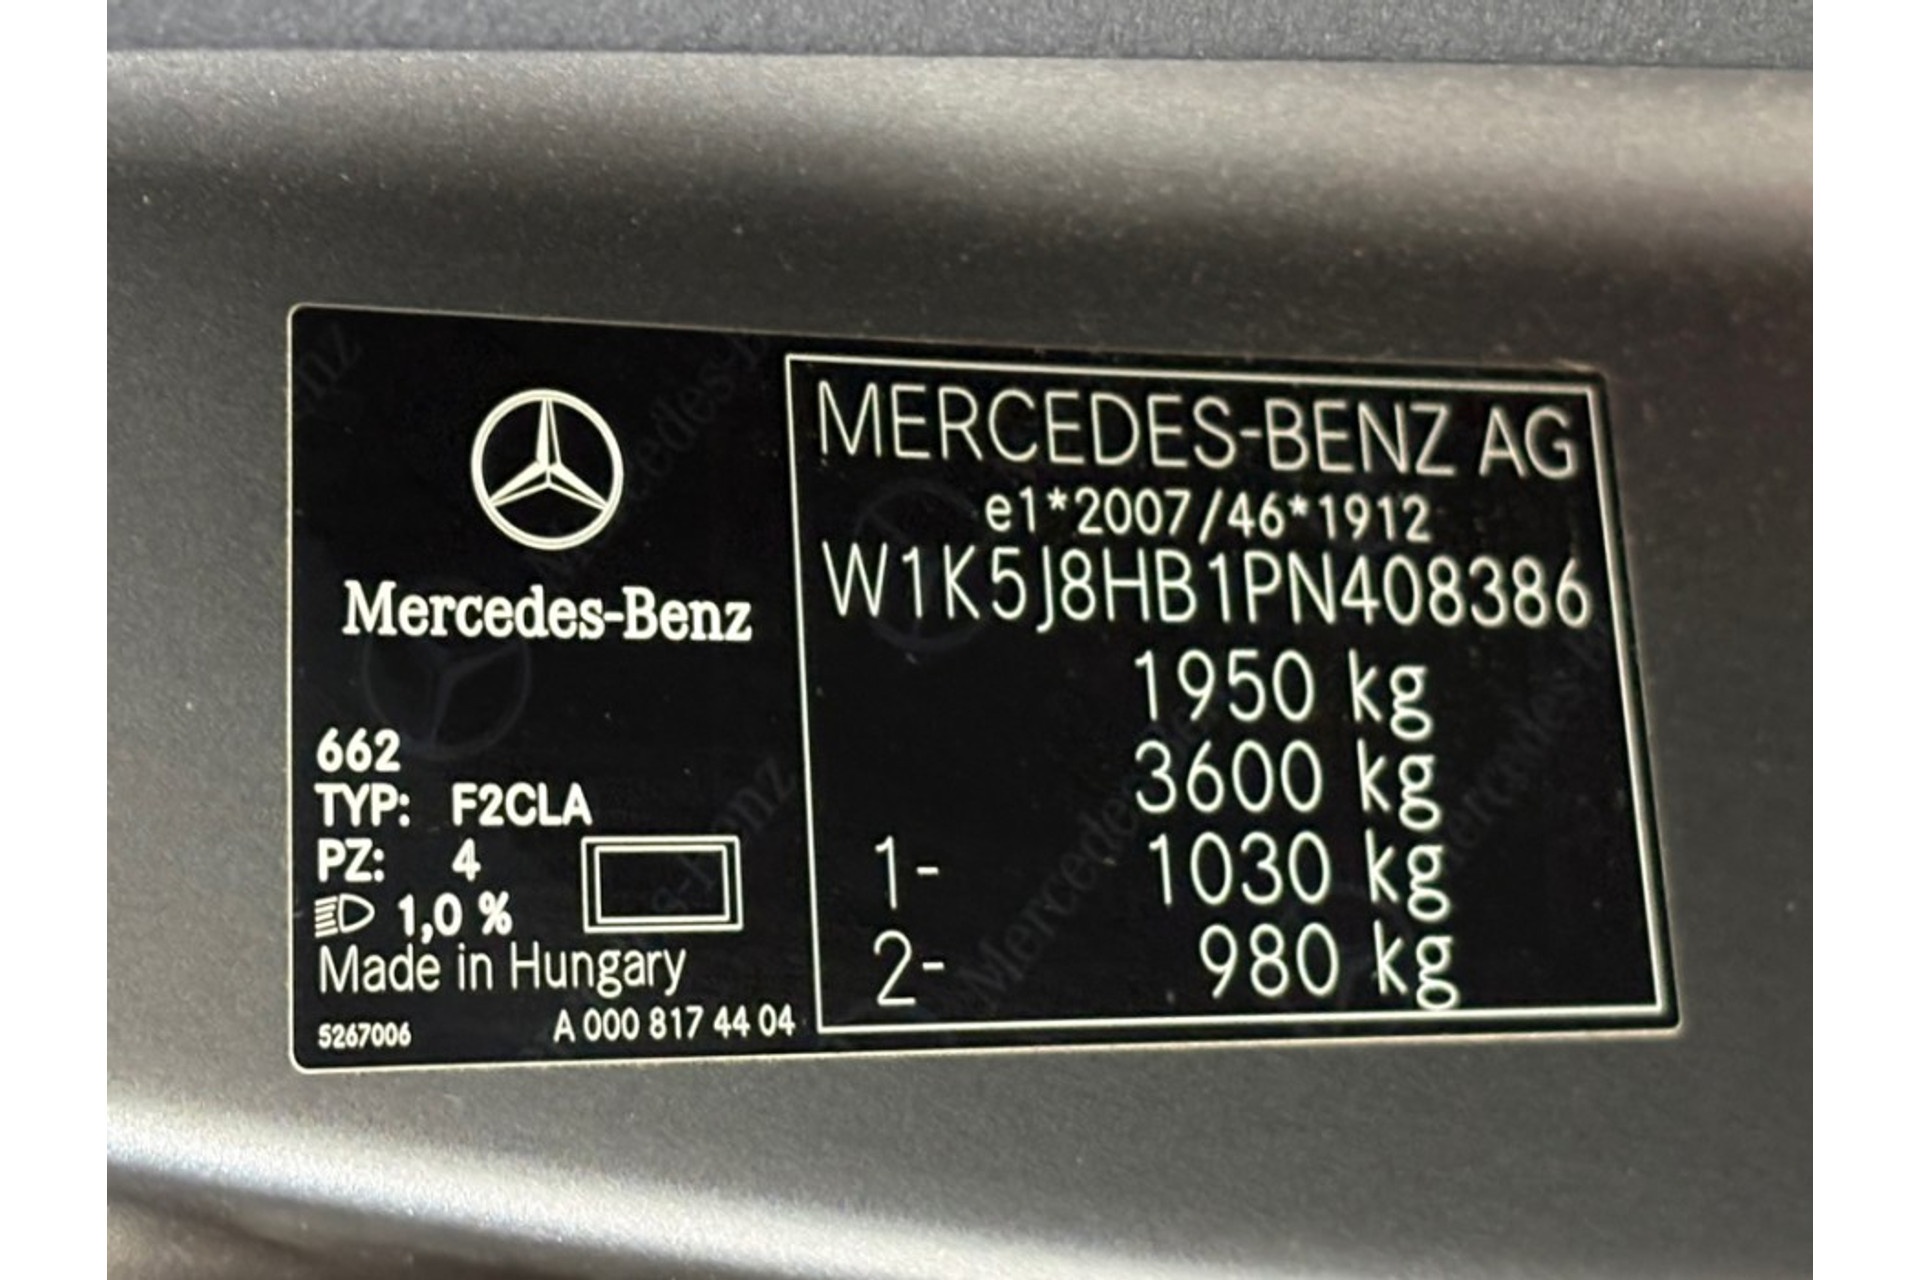 Mercedes-Benz
662
TYP: F2CLA
PZ: 4
1,0 %
Made in Hungary
5267006 A 000 817 44 04
MERCEDES-BENZ AG
e1*2007/46*1912
W1K5J8HB1PN408386
1950 kg
3600 kg
1- 1030 kg
2- 980 kg